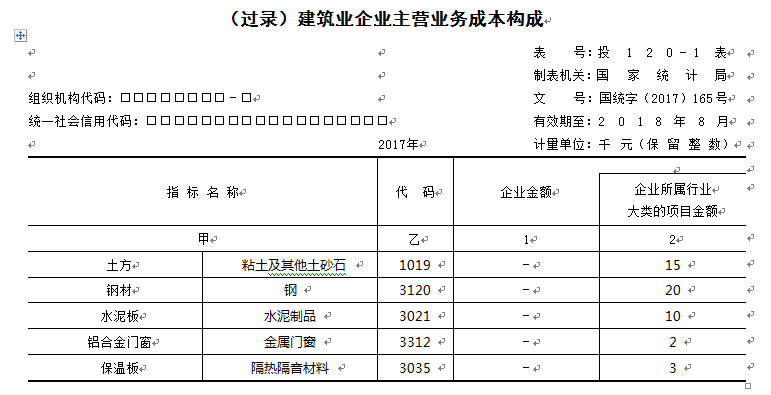 （过录）建筑业企业主营业务成本构成
表 号：投 1 2 0 - 1 表
制表机关：国 家 统 计 局
组织机构代码：□□□□□□□□-□ 文 号：国统字（2017）165号
统一社会信用代码：□□□□□□□□□□□□□□□□□□ 有效期至：2 0 1 8 年 8 月
2017年 计量单位：千 元（保 留 整 数）
指 标 名 称 代 码 企业金额 企业所属行业
大类的项目金额
甲 乙 1 2
土方 粘土及其他土砂石 1019 - 15
钢材 钢 3120 - 20
水泥板 水泥制品 3021 - 10
铝合金门窗 金属门窗 3312 - 2
保温板 隔热隔音材料 3035 - 3